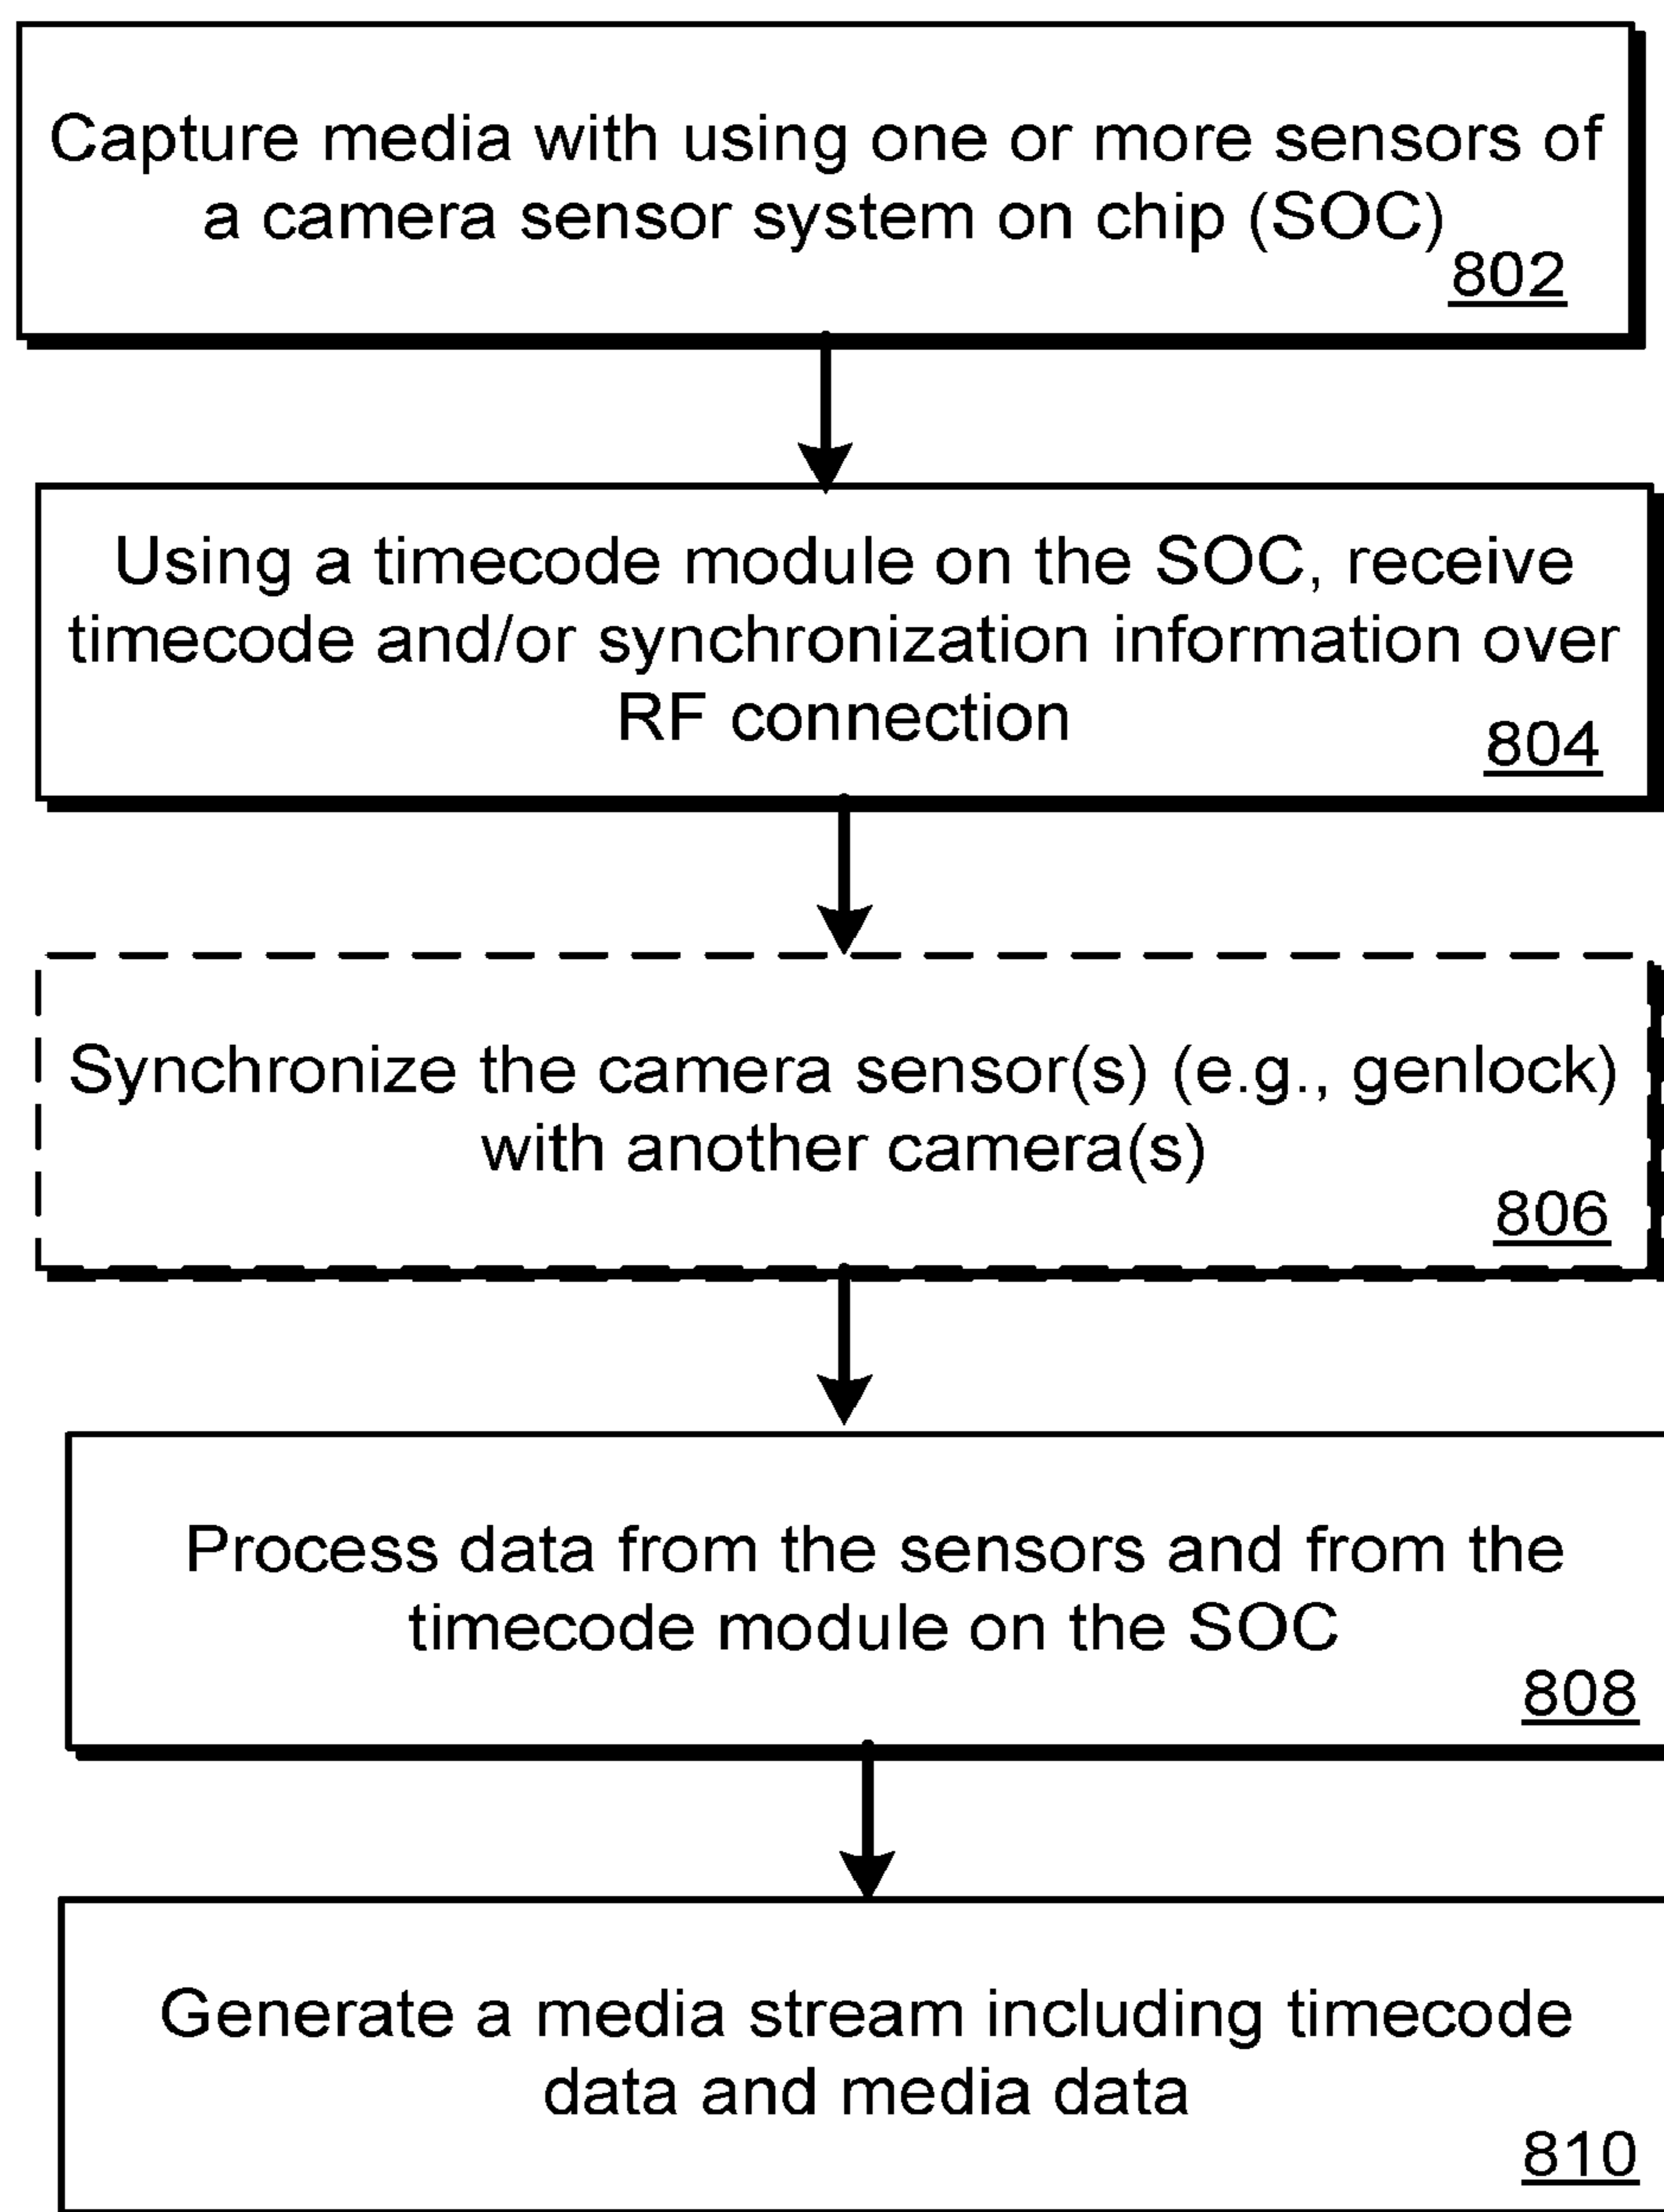 Capture media with using one or more sensors of
a camera sensor system on chip (SOC)
802
Using a timecode module on the SOC, receive
timecode and/or synchronization information over
RF connection
804
Synchronize the camera sensor(s) (e.g., genlock)
with another camera(s)
806
Process data from the sensors and from the
timecode module on the SOC
808
Generate a media stream including timecode
data and media data
810